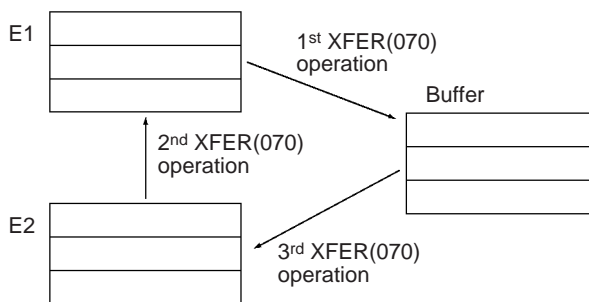 E1
1st XFER(070)
operation
Buffer
2nd XFER(070)
operation
E2
3rd XFER(070)
operation